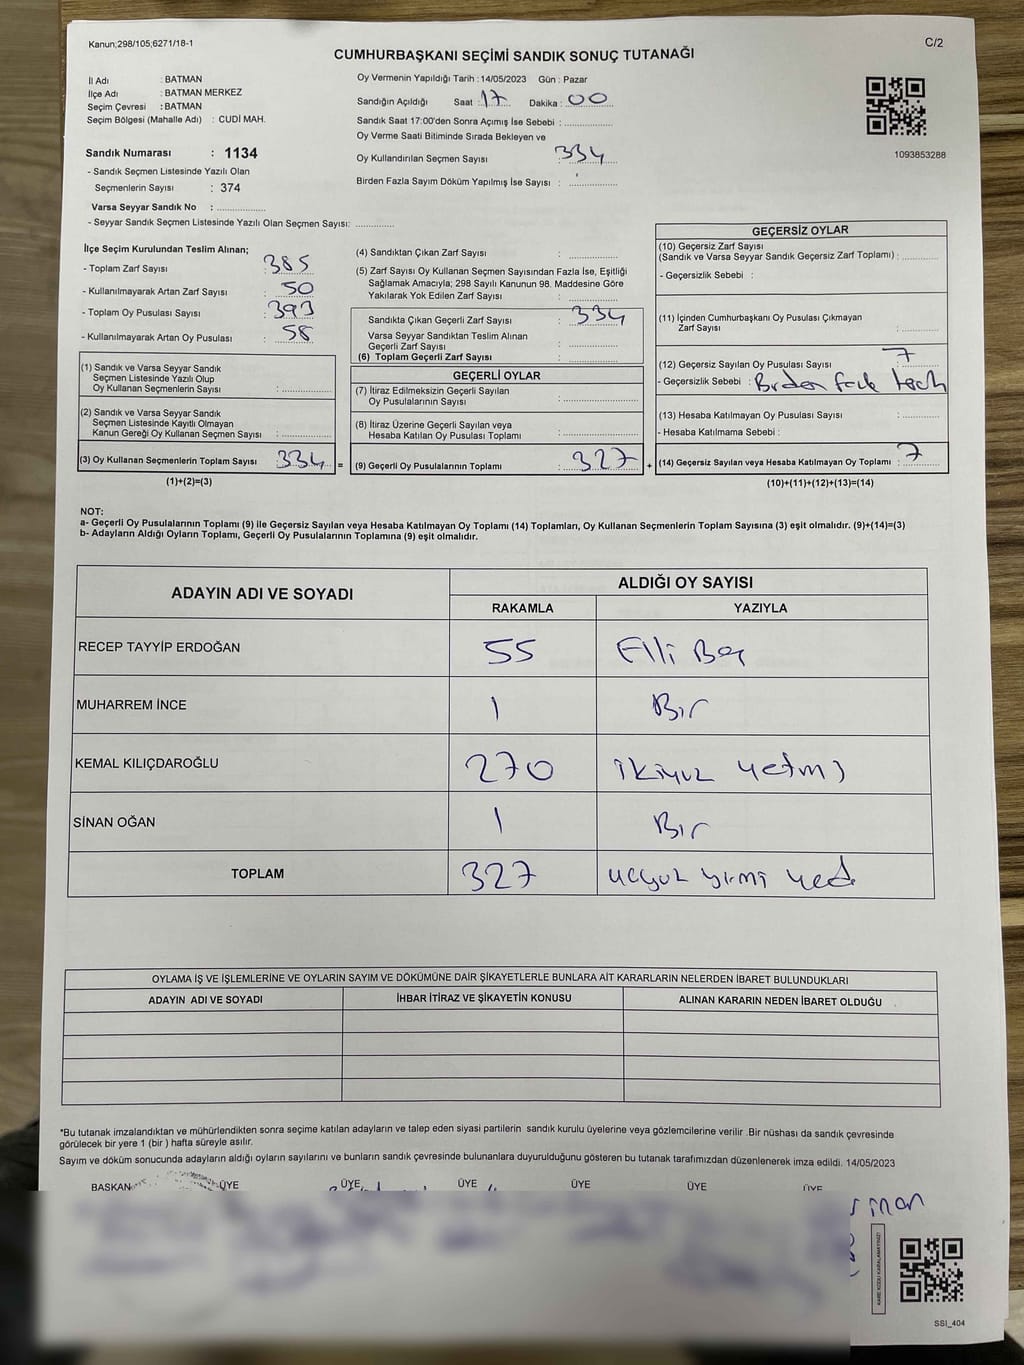 Kanun;298/105;6271/18-1
C/2
CUMHURBAŞKANI SEÇİMİ SANDIK SONUÇ TUTANAĞI
İl Adı : BATMAN
İlçe Adı : BATMAN MERKEZ
Seçim Çevresi : BATMAN
Seçim Bölgesi (Mahalle Adı) : CUDİ MAH.
Sandık Numarası : 1134
- Sandık Seçmen Listesinde Yazılı Olan
Seçmenlerin Sayısı : 374
Varsa Seyyar Sandık No : ................
- Seyyar Sandık Seçmen Listesinde Yazılı Olan Seçmen Sayısı: ............
Oy Vermenin Yapıldığı Tarih : 14/05/2023 Gün : Pazar
Sandığın Açıldığı Saat : 17 Dakika : 00
Sandık Saat 17:00'den Sonra Açımış İse Sebebi : ................
Oy Verme Saati Bitiminde Sırada Bekleyen ve
Oy Kullandırılan Seçmen Sayısı 334
Birden Fazla Sayım Döküm Yapılmış İse Sayısı : ................
1093853288
İlçe Seçim Kurulundan Teslim Alınan;
- Toplam Zarf Sayısı : 385
- Kullanılmayarak Artan Zarf Sayısı : 50
- Toplam Oy Pusulası Sayısı : 393
- Kullanılmayarak Artan Oy Pusulası : 58
(1) Sandık ve Varsa Seyyar Sandık
Seçmen Listesinde Yazılı Olup
Oy Kullanan Seçmenlerin Sayısı : ................
(2) Sandık ve Varsa Seyyar Sandık
Seçmen Listesinde Kayıtlı Olmayan
Kanun Gereği Oy Kullanan Seçmen Sayısı : ................
(3) Oy Kullanan Seçmenlerin Toplam Sayısı 334 =
(1)+(2)=(3)
(4) Sandıktan Çıkan Zarf Sayısı : ................
(5) Zarf Sayısı Oy Kullanan Seçmen Sayısından Fazla İse, Eşitliği
Sağlamak Amacıyla; 298 Sayılı Kanunun 98. Maddesine Göre
Yakılarak Yok Edilen Zarf Sayısı : ................
Sandıkta Çıkan Geçerli Zarf Sayısı : 334
Varsa Seyyar Sandıktan Teslim Alınan
Geçerli Zarf Sayısı : ................
(6) Toplam Geçerli Zarf Sayısı : ................
GEÇERLİ OYLAR
(7) İtiraz Edilmeksizin Geçerli Sayılan
Oy Pusulalarının Sayısı : ................
(8) İtiraz Üzerine Geçerli Sayılan veya
Hesaba Katılan Oy Pusulası Toplamı : ................
(9) Geçerli Oy Pusulalarının Toplamı : 327 +
GEÇERSİZ OYLAR
(10) Geçersiz Zarf Sayısı
(Sandık ve Varsa Seyyar Sandık Geçersiz Zarf Toplamı) : ............
- Geçersizlik Sebebi :
(11) İçinden Cumhurbaşkanı Oy Pusulası Çıkmayan
Zarf Sayısı : ............
(12) Geçersiz Sayılan Oy Pusulası Sayısı : 7
- Geçersizlik Sebebi : Birden
(13) Hesaba Katılmayan Oy Pusulası Sayısı : ............
- Hesaba Katılmama Sebebi :
(14) Geçersiz Sayılan veya Hesaba Katılmayan Oy Toplamı : 7
(10)+(11)+(12)+(13)=(14)
NOT:
a- Geçerli Oy Pusulalarının Toplamı (9) ile Geçersiz Sayılan veya Hesaba Katılmayan Oy Toplamı (14) Toplamları, Oy Kullanan Seçmenlerin Toplam Sayısına (3) eşit olmalıdır. (9)+(14)=(3)
b- Adayların Aldığı Oyların Toplamı, Geçerli Oy Pusulalarının Toplamına (9) eşit olmalıdır.
ADAYIN ADI VE SOYADI ALDIĞI OY SAYISI
RAKAMLA YAZIYLA
RECEP TAYYİP ERDOĞAN 55 Elli Beş
MUHARREM İNCE 1 Bir
KEMAL KILIÇDAROĞLU 270 ikiyüz yetmi
SİNAN OĞAN 1 Bir
TOPLAM 327 üçyüz yirmi yedi
OYLAMA İŞ VE İŞLEMLERİNE VE OYLARIN SAYIM VE DÖKÜMÜNE DAİR ŞİKAYETLERLE BUNLARA AİT KARARLARIN NELERDEN İBARET BULUNDUKLARI
ADAYIN ADI VE SOYADI İHBAR İTİRAZ VE ŞİKAYETİN KONUSU ALINAN KARARIN NEDEN İBARET OLDUĞU
*Bu tutanak imzalandıktan ve mühürlendikten sonra seçime katılan adayların ve talep eden siyasi partilerin sandık kurulu üyelerine veya gözlemcilerine verilir .Bir nüshası da sandık çevresinde
görülecek bir yere 1 (bir ) hafta süreyle asılır.
Sayım ve döküm sonucunda adayların aldığı oyların sayılarını ve bunların sandık çevresinde bulunanlara duyurulduğunu gösteren bu tutanak tarafımızdan düzenlenerek imza edildi. 14/05/2023
BAŞKAN ÜYE ÜYE ÜYE ÜYE ÜYE ÜYE
KARE KODU KARALAMAYINIZ!
SSI_404